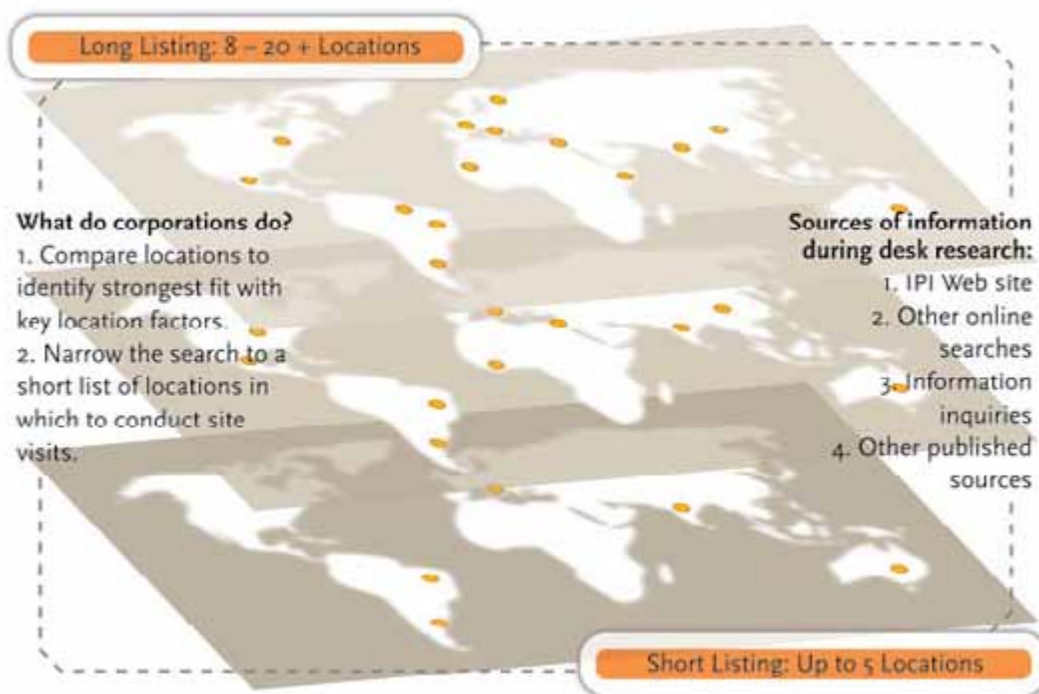 Long Listing: 8 – 20 + Locations
What do corporations do?
1. Compare locations to
identify strongest fit with
key location factors.
2. Narrow the search to a
short list of locations in
which to conduct site
visits.
Sources of information
during desk research:
1. IPI Web site
2. Other online
searches
3. Information
inquiries
4. Other published
sources
Short Listing: Up to 5 Locations